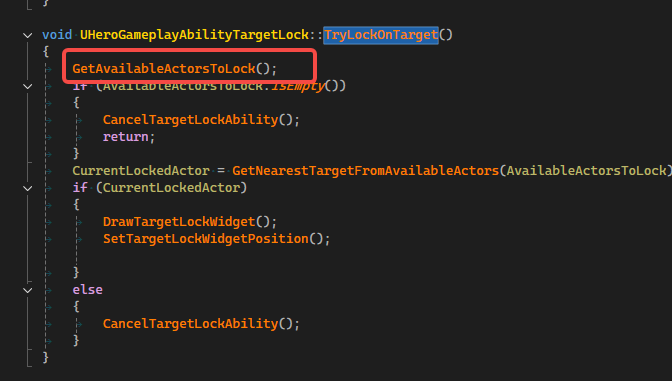 }
void UHeroGameplayAbilityTargetLock::TryLockOnTarget()
{
GetAvailableActorsToLock();
if (AvailableActorsToLock.IsEmpty())
{
CancelTargetLockAbility();
return;
}
CurrentLockedActor = GetNearestTargetFromAvailableActors(AvailableActorsToLock)
if (CurrentLockedActor)
{
DrawTargetLockWidget();
SetTargetLockWidgetPosition();
}
else
{
CancelTargetLockAbility();
}
}